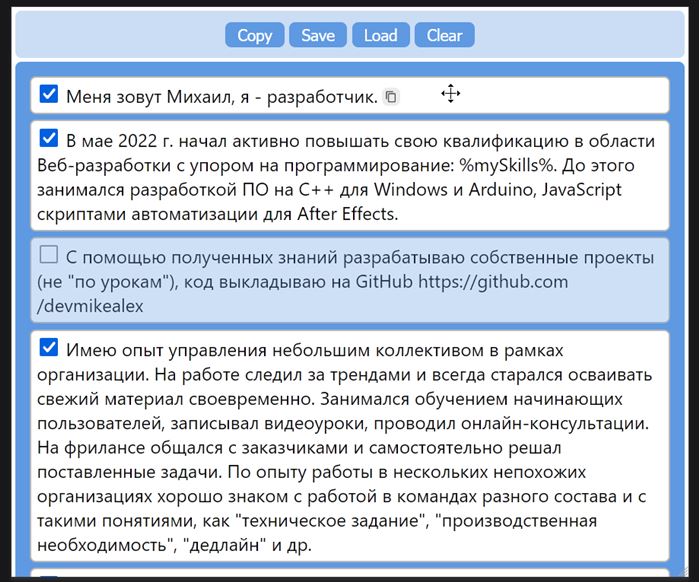 Copy Save Load Clear
Меня зовут Михаил, я - разработчик.
В мае 2022 г. начал активно повышать свою квалификацию в области
Веб-разработки с упором на программирование: %mySkills%. До этого
занимался разработкой ПО на С++ для Windows и Arduino, JavaScript
скриптами автоматизации для After Effects.
С помощью полученных знаний разрабатываю собственные проекты
(не "по урокам"), код выкладываю на GitHub https://github.com
/devmikealex
Имею опыт управления небольшим коллективом в рамках
организации. На работе следил за трендами и всегда старался осваивать
свежий материал своевременно. Занимался обучением начинающих
пользователей, записывал видеоуроки, проводил онлайн-консультации.
На фрилансе общался с заказчиками и самостоятельно решал
поставленные задачи. По опыту работы в нескольких непохожих
организациях хорошо знаком с работой в командах разного состава и с
такими понятиями, как "техническое задание", "производственная
необходимость", "дедлайн" и др.